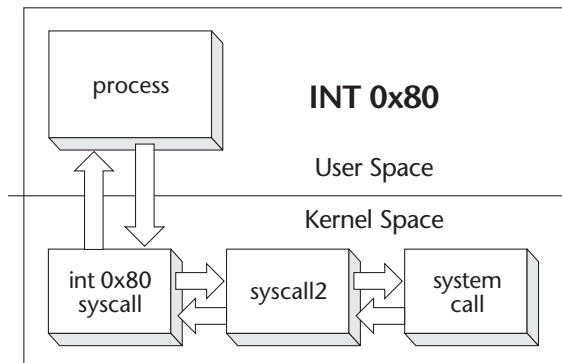 process
INT 0x80
User Space
Kernel Space
int 0x80
syscall
syscall2
system
call